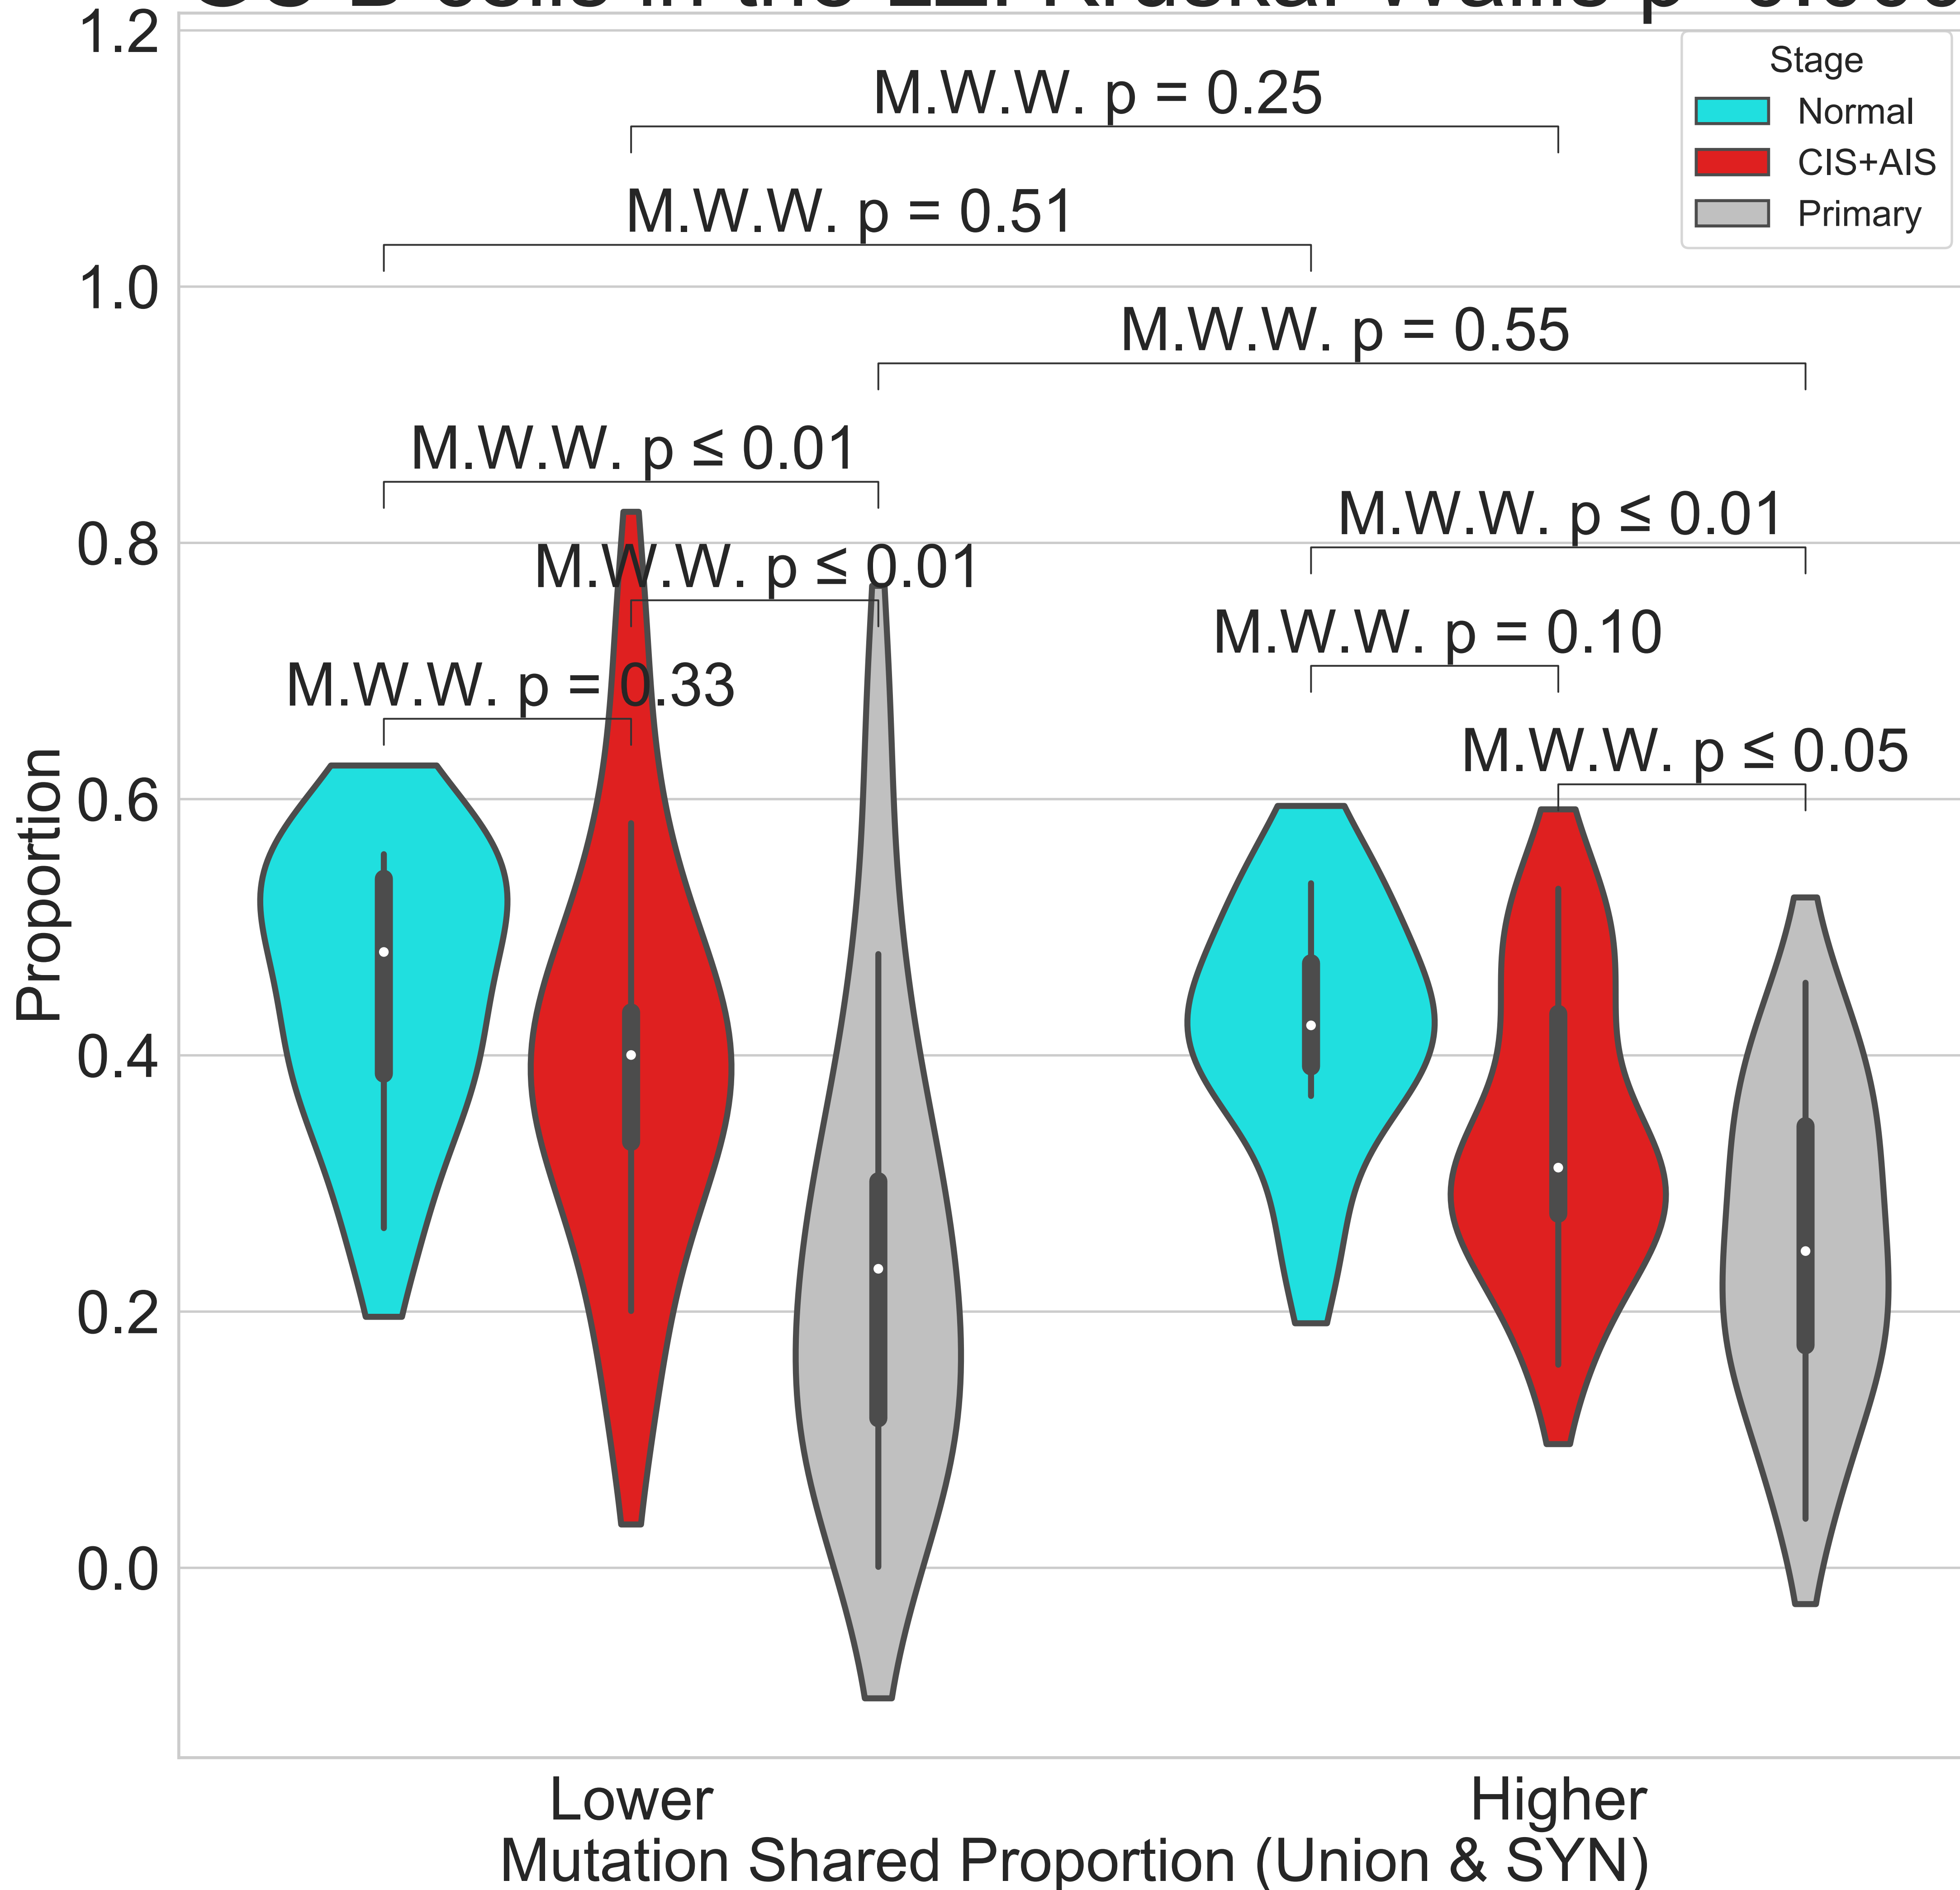 1.2
Stage
Normal
CIS+AIS
Primary
M.W.W. p = 0.25
M.W.W. p = 0.51
1.0
M.W.W. p = 0.55
M.W.W. p ≤ 0.01
M.W.W. p ≤ 0.01
0.8
M.W.W. p ≤ 0.01
M.W.W. p = 0.10
M.W.W. p = 0.33
M.W.W. p ≤ 0.05
0.6
Proportion
0.4
0.2
0.0
Lower
Higher
Mutation Shared Proportion (Union & SYN)